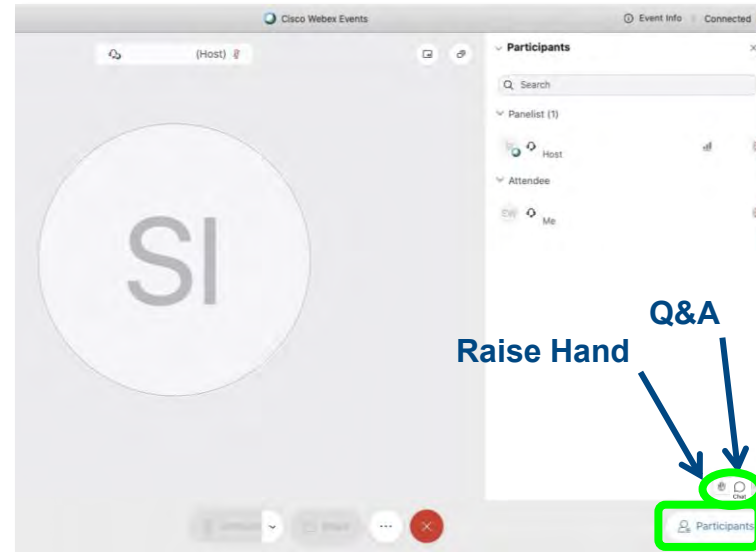 Cisco Webex Events
Event Info
Connected
(Host)
Participants
Search
Panelist (1)
Host
Attendee
EW
Me
SI
Q&A
Raise Hand
Chat
Participants